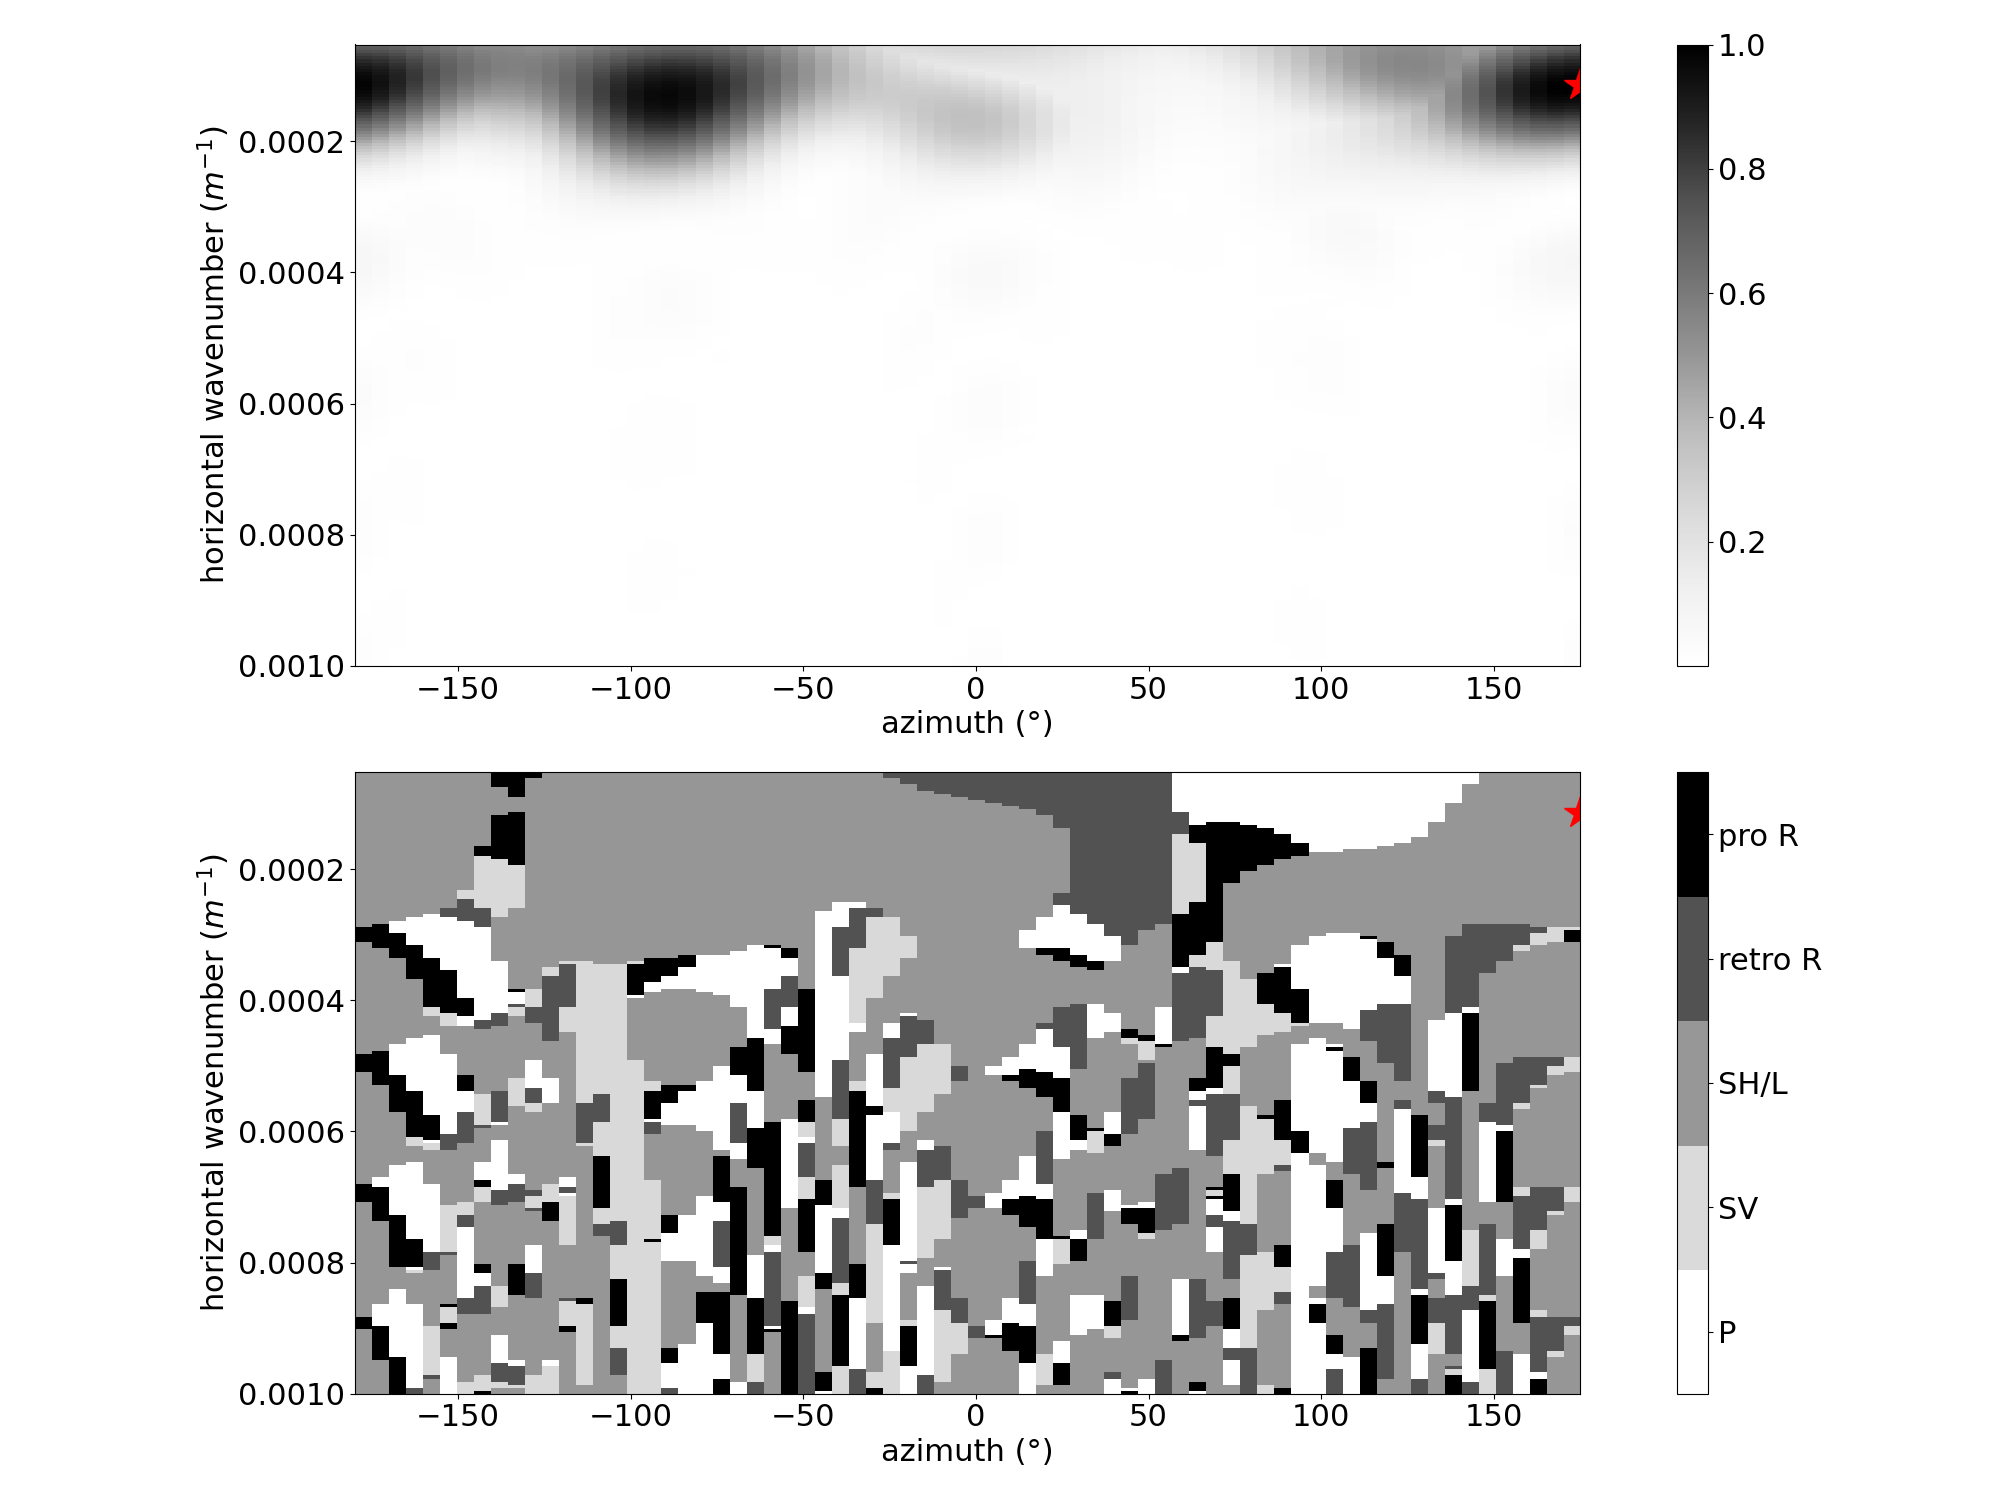 1.0
0.8
0.6
0.4
0.2
horizontal wavenumber (m⁻¹)
0.0002
0.0004
0.0006
0.0008
0.0010
−150 −100 −50 0 50 100 150
azimuth (°)
pro R
retro R
SH/L
SV
P
horizontal wavenumber (m⁻¹)
0.0002
0.0004
0.0006
0.0008
0.0010
−150 −100 −50 0 50 100 150
azimuth (°)